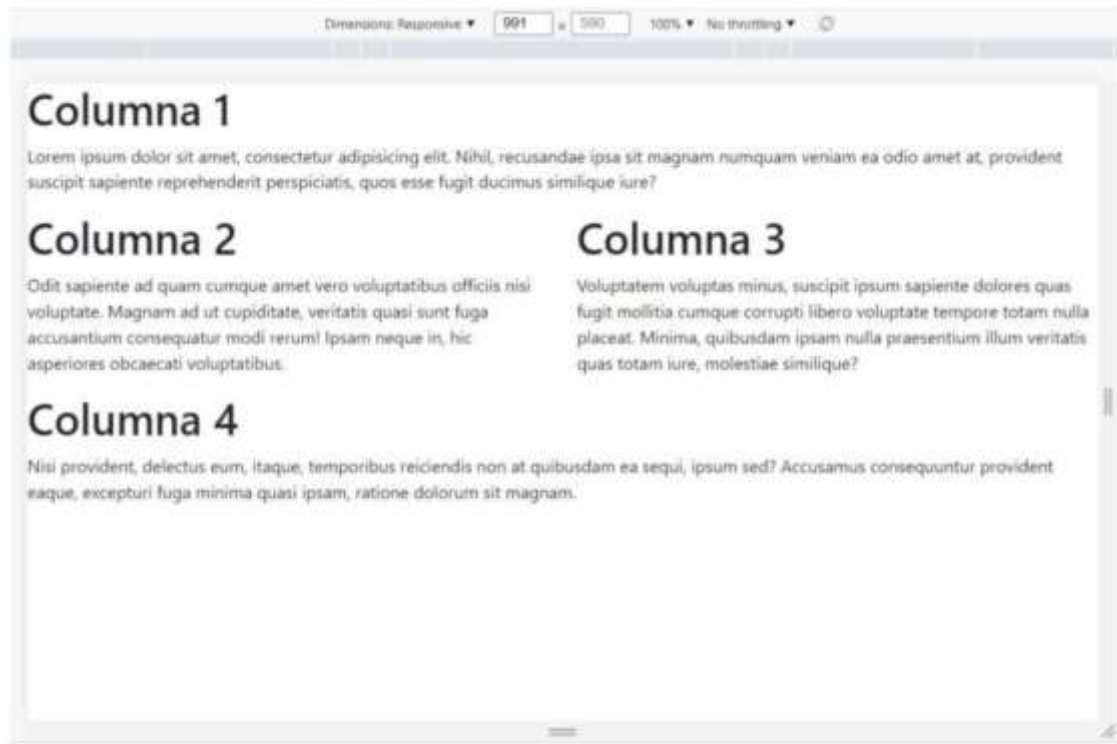 Dimensions: Responsive ▼ 991 x 590 100% ▼ No throttling ▼
Columna 1
Lorem ipsum dolor sit amet, consectetur adipisicing elit. Nihil, recusandae ipsa sit magnam numquam veniam ea odio amet at, provident
suscipit sapiente reprehenderit perspiciatis, quos esse fugit ducimus similique iure?
Columna 2
Odit sapiente ad quam cumque amet vero voluptatibus officiis nisi
voluptate. Magnam ad ut cupiditate, veritatis quasi sunt fuga
accusantium consequatur modi rerum! Ipsam neque in, hic
asperiores obcaecati voluptatibus.
Columna 3
Voluptatem voluptas minus, suscipit ipsum sapiente dolores quas
fugit mollitia cumque corrupti libero voluptate tempore totam nulla
placeat. Minima, quibusdam ipsam nulla praesentium illum veritatis
quas totam iure, molestiae similique?
Columna 4
Nisi provident, delectus eum, itaque, temporibus reiciendis non at quibusdam ea sequi, ipsum sed? Accusamus consequuntur provident
eaque, excepturi fuga minima quasi ipsam, ratione dolorum sit magnam.